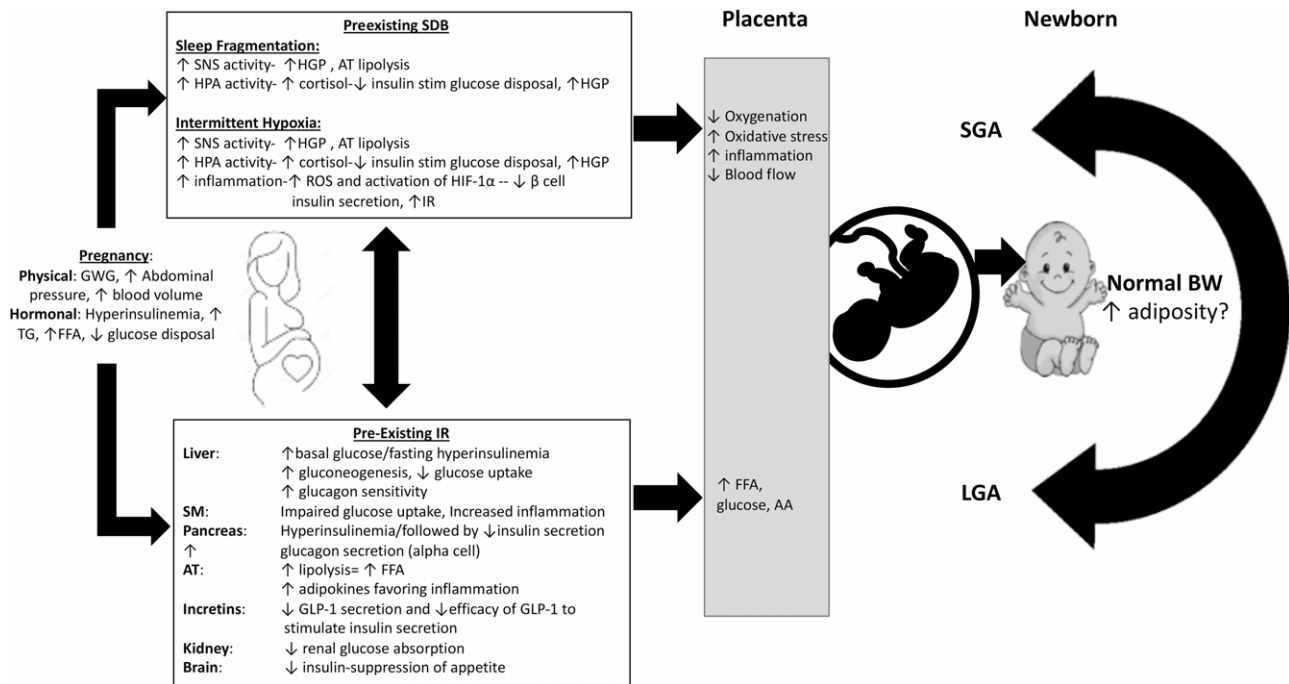 Preexisting SDB
Sleep Fragmentation:
↑ SNS activity- ↑HGP , AT lipolysis
↑ HPA activity- ↑ cortisol-↓ insulin stim glucose disposal, ↑HGP
Intermittent Hypoxia:
↑ SNS activity- ↑HGP , AT lipolysis
↑ HPA activity- ↑ cortisol-↓ insulin stim glucose disposal, ↑HGP
↑ inflammation-↑ ROS and activation of HIF-1α -- ↓ β cell
insulin secretion, ↑IR
Pregnancy:
Physical: GWG, ↑ Abdominal
pressure, ↑ blood volume
Hormonal: Hyperinsulinemia, ↑
TG, ↑FFA, ↓ glucose disposal
Pre-Existing IR
Liver: ↑basal glucose/fasting hyperinsulinemia
↑ gluconeogenesis, ↓ glucose uptake
↑ glucagon sensitivity
SM: Impaired glucose uptake, Increased inflammation
Pancreas: Hyperinsulinemia/followed by ↓insulin secretion
↑ glucagon secretion (alpha cell)
AT: ↑ lipolysis= ↑ FFA
↑ adipokines favoring inflammation
Incretins: ↓ GLP-1 secretion and ↓efficacy of GLP-1 to
stimulate insulin secretion
Kidney: ↓ renal glucose absorption
Brain: ↓ insulin-suppression of appetite
Placenta
↓ Oxygenation
↑ Oxidative stress
↑ inflammation
↓ Blood flow
↑ FFA,
glucose, AA
Newborn
SGA
Normal BW
↑ adiposity?
LGA